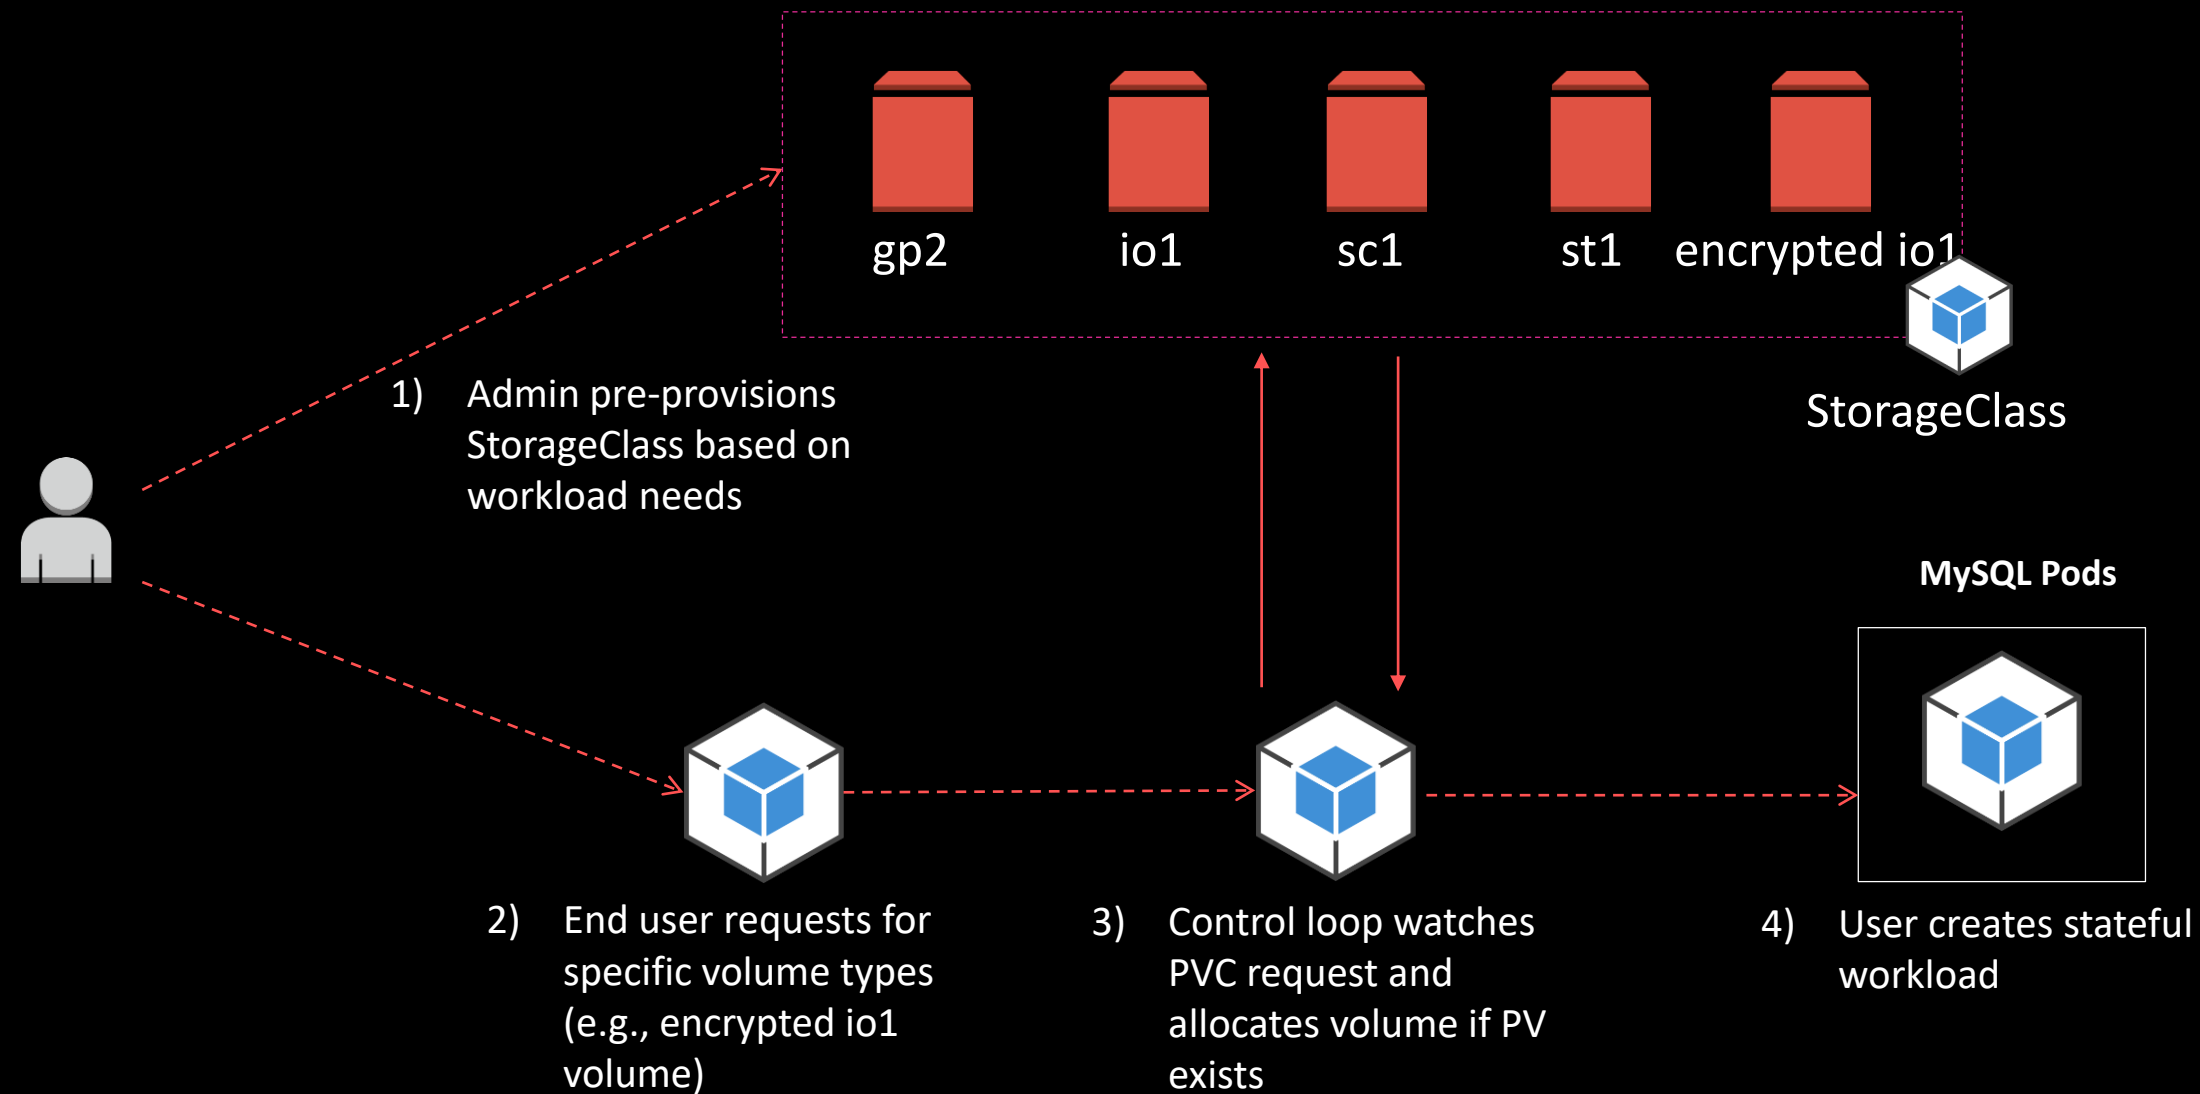 gp2
io1
sc1
st1
encrypted io1
StorageClass
1) Admin pre-provisions
StorageClass based on
workload needs
MySQL Pods
2) End user requests for
specific volume types
(e.g., encrypted io1
volume)
3) Control loop watches
PVC request and
allocates volume if PV
exists
4) User creates stateful
workload